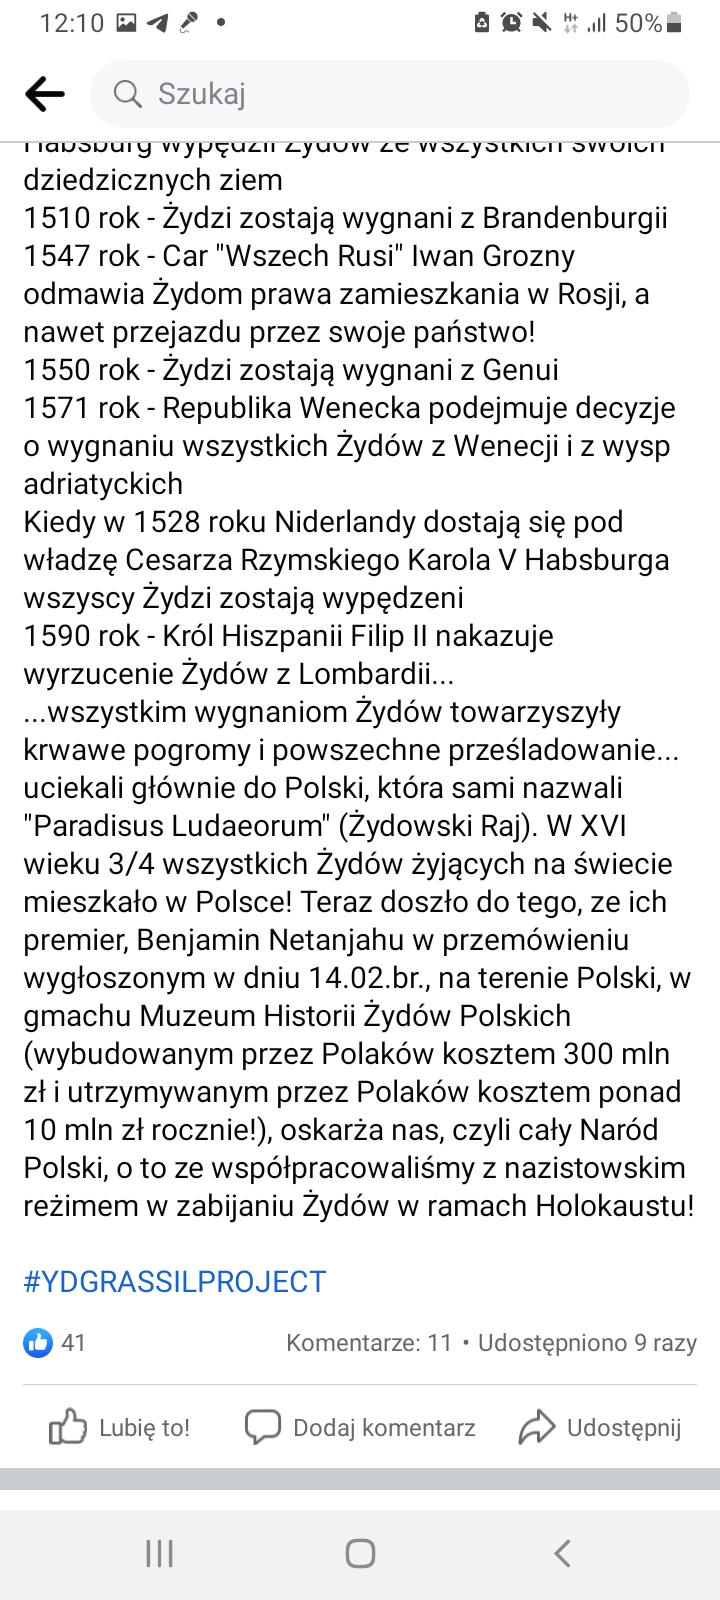 12:10
H+
50%
Szukaj
Habsburg wypędził Żydów ze wszystkich swoich
dziedzicznych ziem
1510 rok - Żydzi zostają wygnani z Brandenburgii
1547 rok - Car "Wszech Rusi" Iwan Grozny
odmawia Żydom prawa zamieszkania w Rosji, a
nawet przejazdu przez swoje państwo!
1550 rok - Żydzi zostają wygnani z Genui
1571 rok - Republika Wenecka podejmuje decyzje
o wygnaniu wszystkich Żydów z Wenecji i z wysp
adriatyckich
Kiedy w 1528 roku Niderlandy dostają się pod
władzę Cesarza Rzymskiego Karola V Habsburga
wszyscy Żydzi zostają wypędzeni
1590 rok - Król Hiszpanii Filip II nakazuje
wyrzucenie Żydów z Lombardii...
...wszystkim wygnaniom Żydów towarzyszyły
krwawe pogromy i powszechne prześladowanie...
uciekali głównie do Polski, która sami nazwali
"Paradisus Ludaeorum" (Żydowski Raj). W XVI
wieku 3/4 wszystkich Żydów żyjących na świecie
mieszkało w Polsce! Teraz doszło do tego, ze ich
premier, Benjamin Netanjahu w przemówieniu
wygłoszonym w dniu 14.02.br., na terenie Polski, w
gmachu Muzeum Historii Żydów Polskich
(wybudowanym przez Polaków kosztem 300 mln
zł i utrzymywanym przez Polaków kosztem ponad
10 mln zł rocznie!), oskarża nas, czyli cały Naród
Polski, o to ze współpracowaliśmy z nazistowskim
reżimem w zabijaniu Żydów w ramach Holokaustu!
#YDGRASSILPROJECT
41
Komentarze: 11 • Udostępniono 9 razy
Lubię to!
Dodaj komentarz
Udostępnij